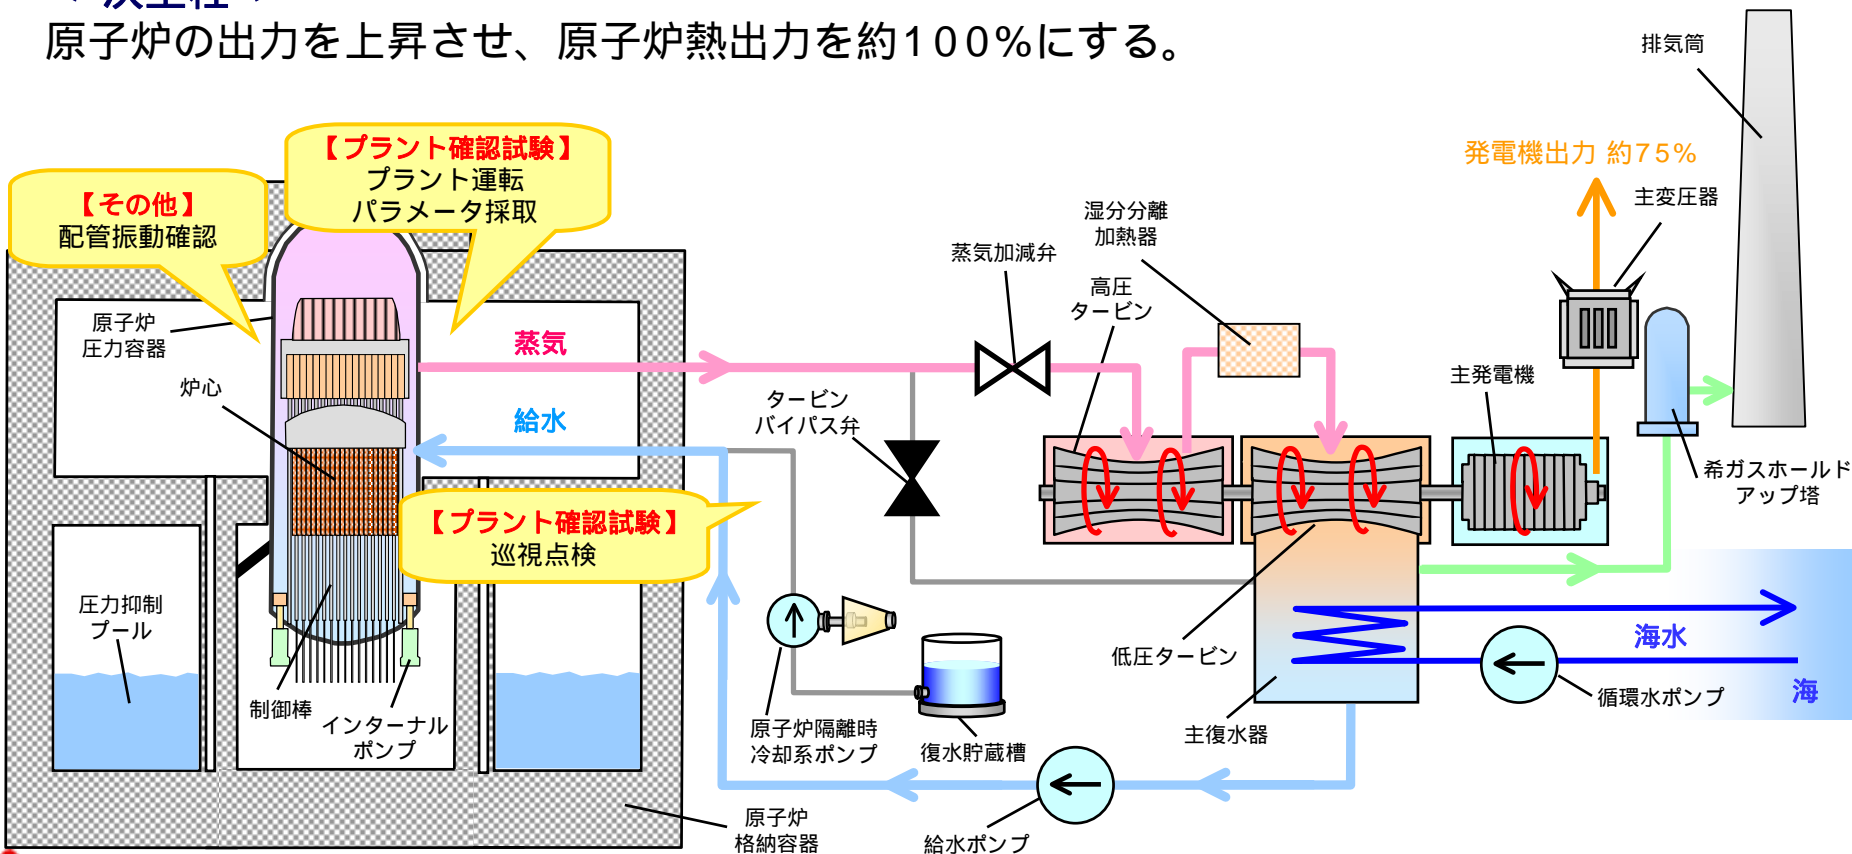 原子炉の出力を上昇させ、原子炉熱出力を約100%にする。
排気筒
【プラント確認試験】
プラント運転
パラメータ採取
【その他】
配管振動確認
発電機出力 約75%
主変圧器
湿分分離
加熱器
蒸気加減弁
高圧
タービン
原子炉
圧力容器
蒸気
炉心
主発電機
タービン
バイパス弁
給水
希ガスホールド
アップ塔
【プラント確認試験】
巡視点検
圧力抑制
プール
海水
低圧タービン
海
循環水ポンプ
制御棒
インターナル
ポンプ
原子炉隔離時
冷却系ポンプ
復水貯蔵槽
主復水器
原子炉
格納容器
給水ポンプ